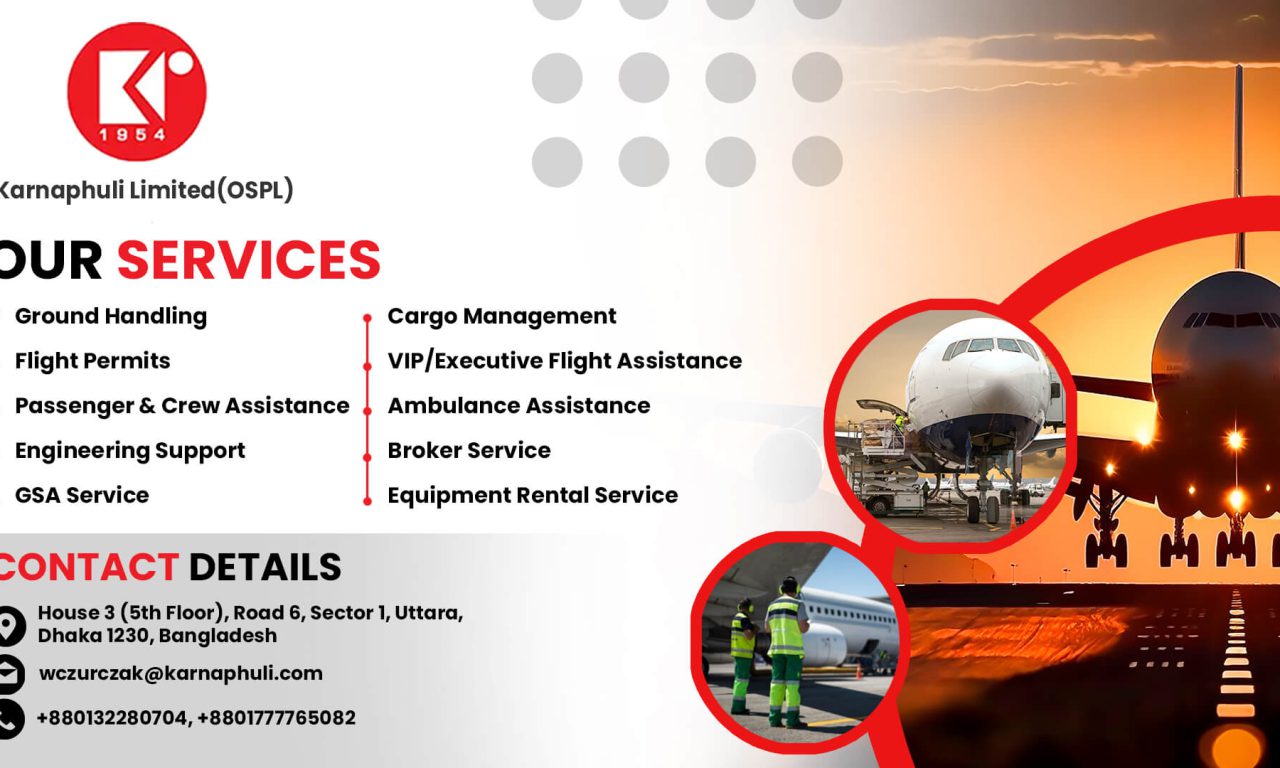 1954
Karnaphuli Limited(OSPL)
OUR SERVICES
Ground Handling
Flight Permits
Passenger & Crew Assistance
Engineering Support
GSA Service
Cargo Management
VIP/Executive Flight Assistance
Ambulance Assistance
Broker Service
Equipment Rental Service
CONTACT DETAILS
House 3 (5th Floor), Road 6, Sector 1, Uttara,
Dhaka 1230, Bangladesh
wczurczak@karnaphuli.com
+880132280704, +8801777765082